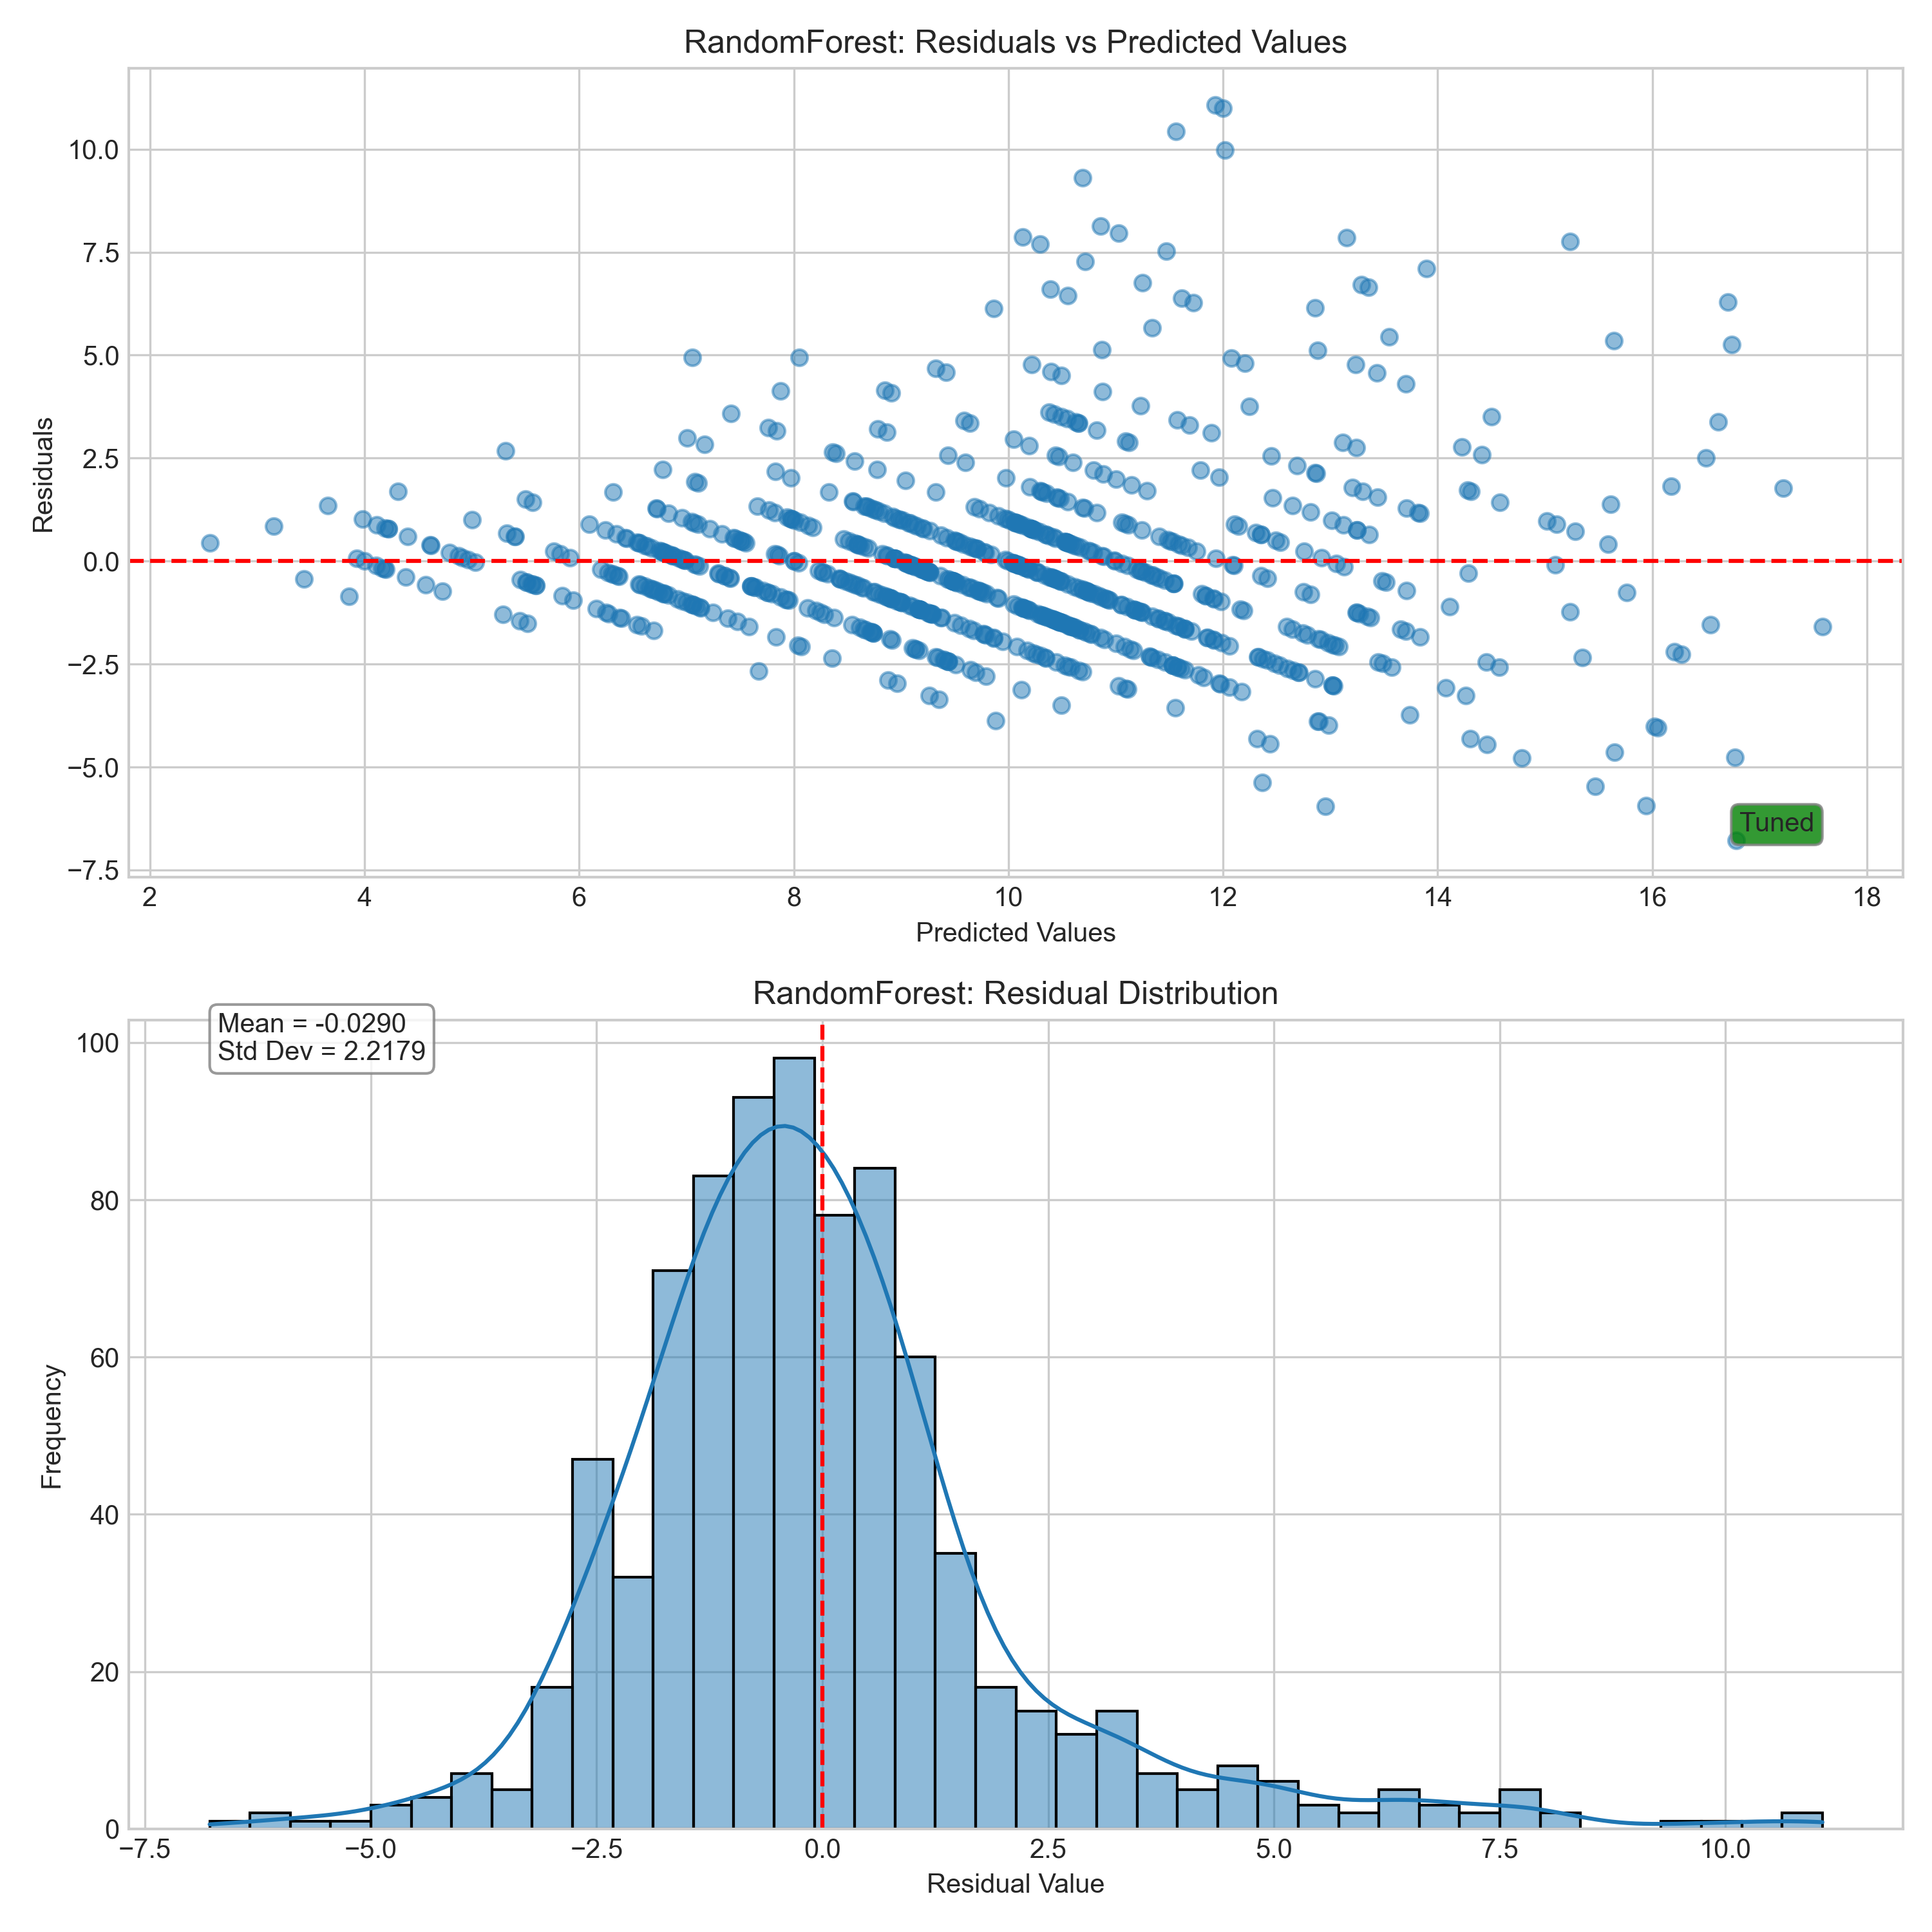 RandomForest: Residuals vs Predicted Values
Residuals
10.0
7.5
5.0
2.5
0.0
−2.5
−5.0
−7.5
Tuned
2 4 6 8 10 12 14 16 18
Predicted Values
RandomForest: Residual Distribution
Mean = -0.0290
Std Dev = 2.2179
Frequency
100
80
60
40
20
0
−7.5 −5.0 −2.5 0.0 2.5 5.0 7.5 10.0
Residual Value